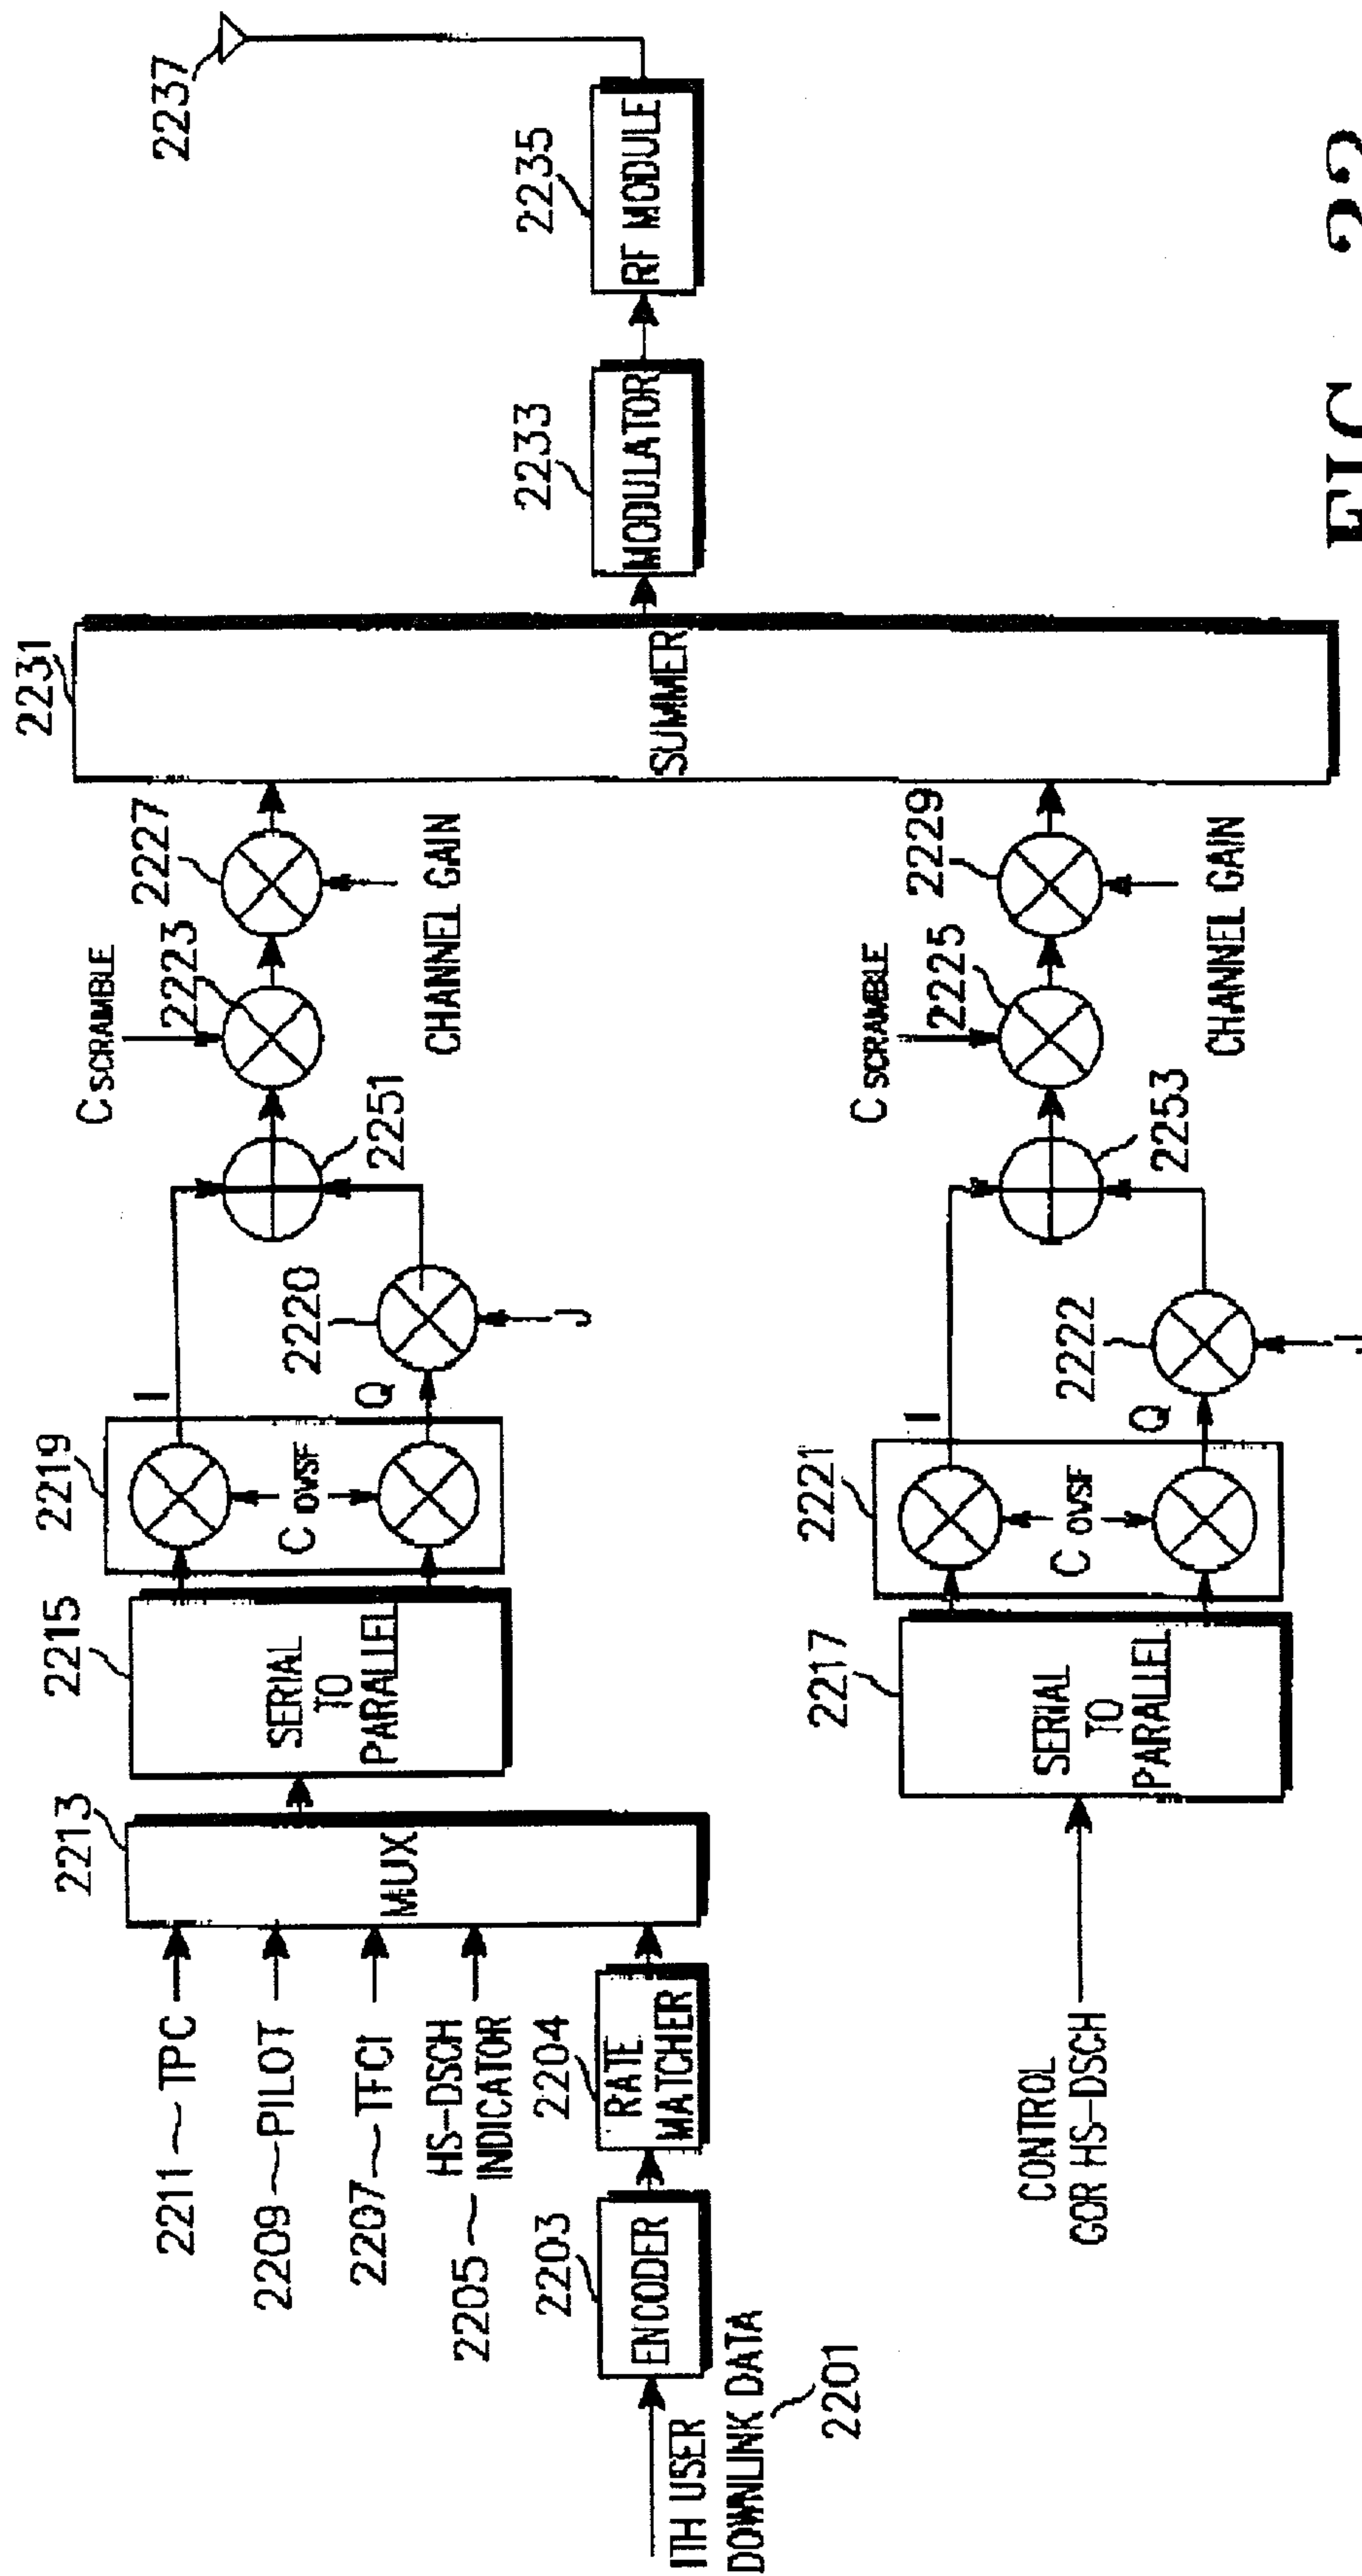 2211 ~ TPC
2209 ~ PILOT
2207 ~ TFCI
2205 ~ HS-DSCH
INDICATOR
2203
ENCODER
ITH USER
DOWNLINK DATA
2201
2204
RATE
MATCHER
2213
MUX
2215
SERIAL
TO
PARALLEL
2219
C OVSF
I
Q
2220
J
2251
C SCRAMBLE
2223
2227
CHANNEL GAIN
2231
SUMMER
2233
MODULATOR
2235
RF MODULE
2237
CONTROL
GOR HS-DSCH
2217
SERIAL
TO
PARALLEL
2221
C OVSF
I
Q
2222
J
2253
C SCRAMBLE
2225
2229
CHANNEL GAIN
FIG. 22